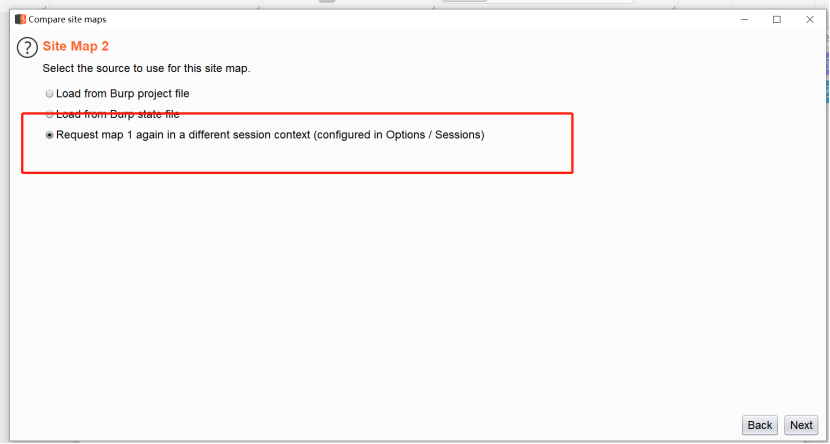 Compare site maps
Site Map 2
Select the source to use for this site map.
Load from Burp project file
Load from Burp state file
Request map 1 again in a different session context (configured in Options / Sessions)
Back
Next